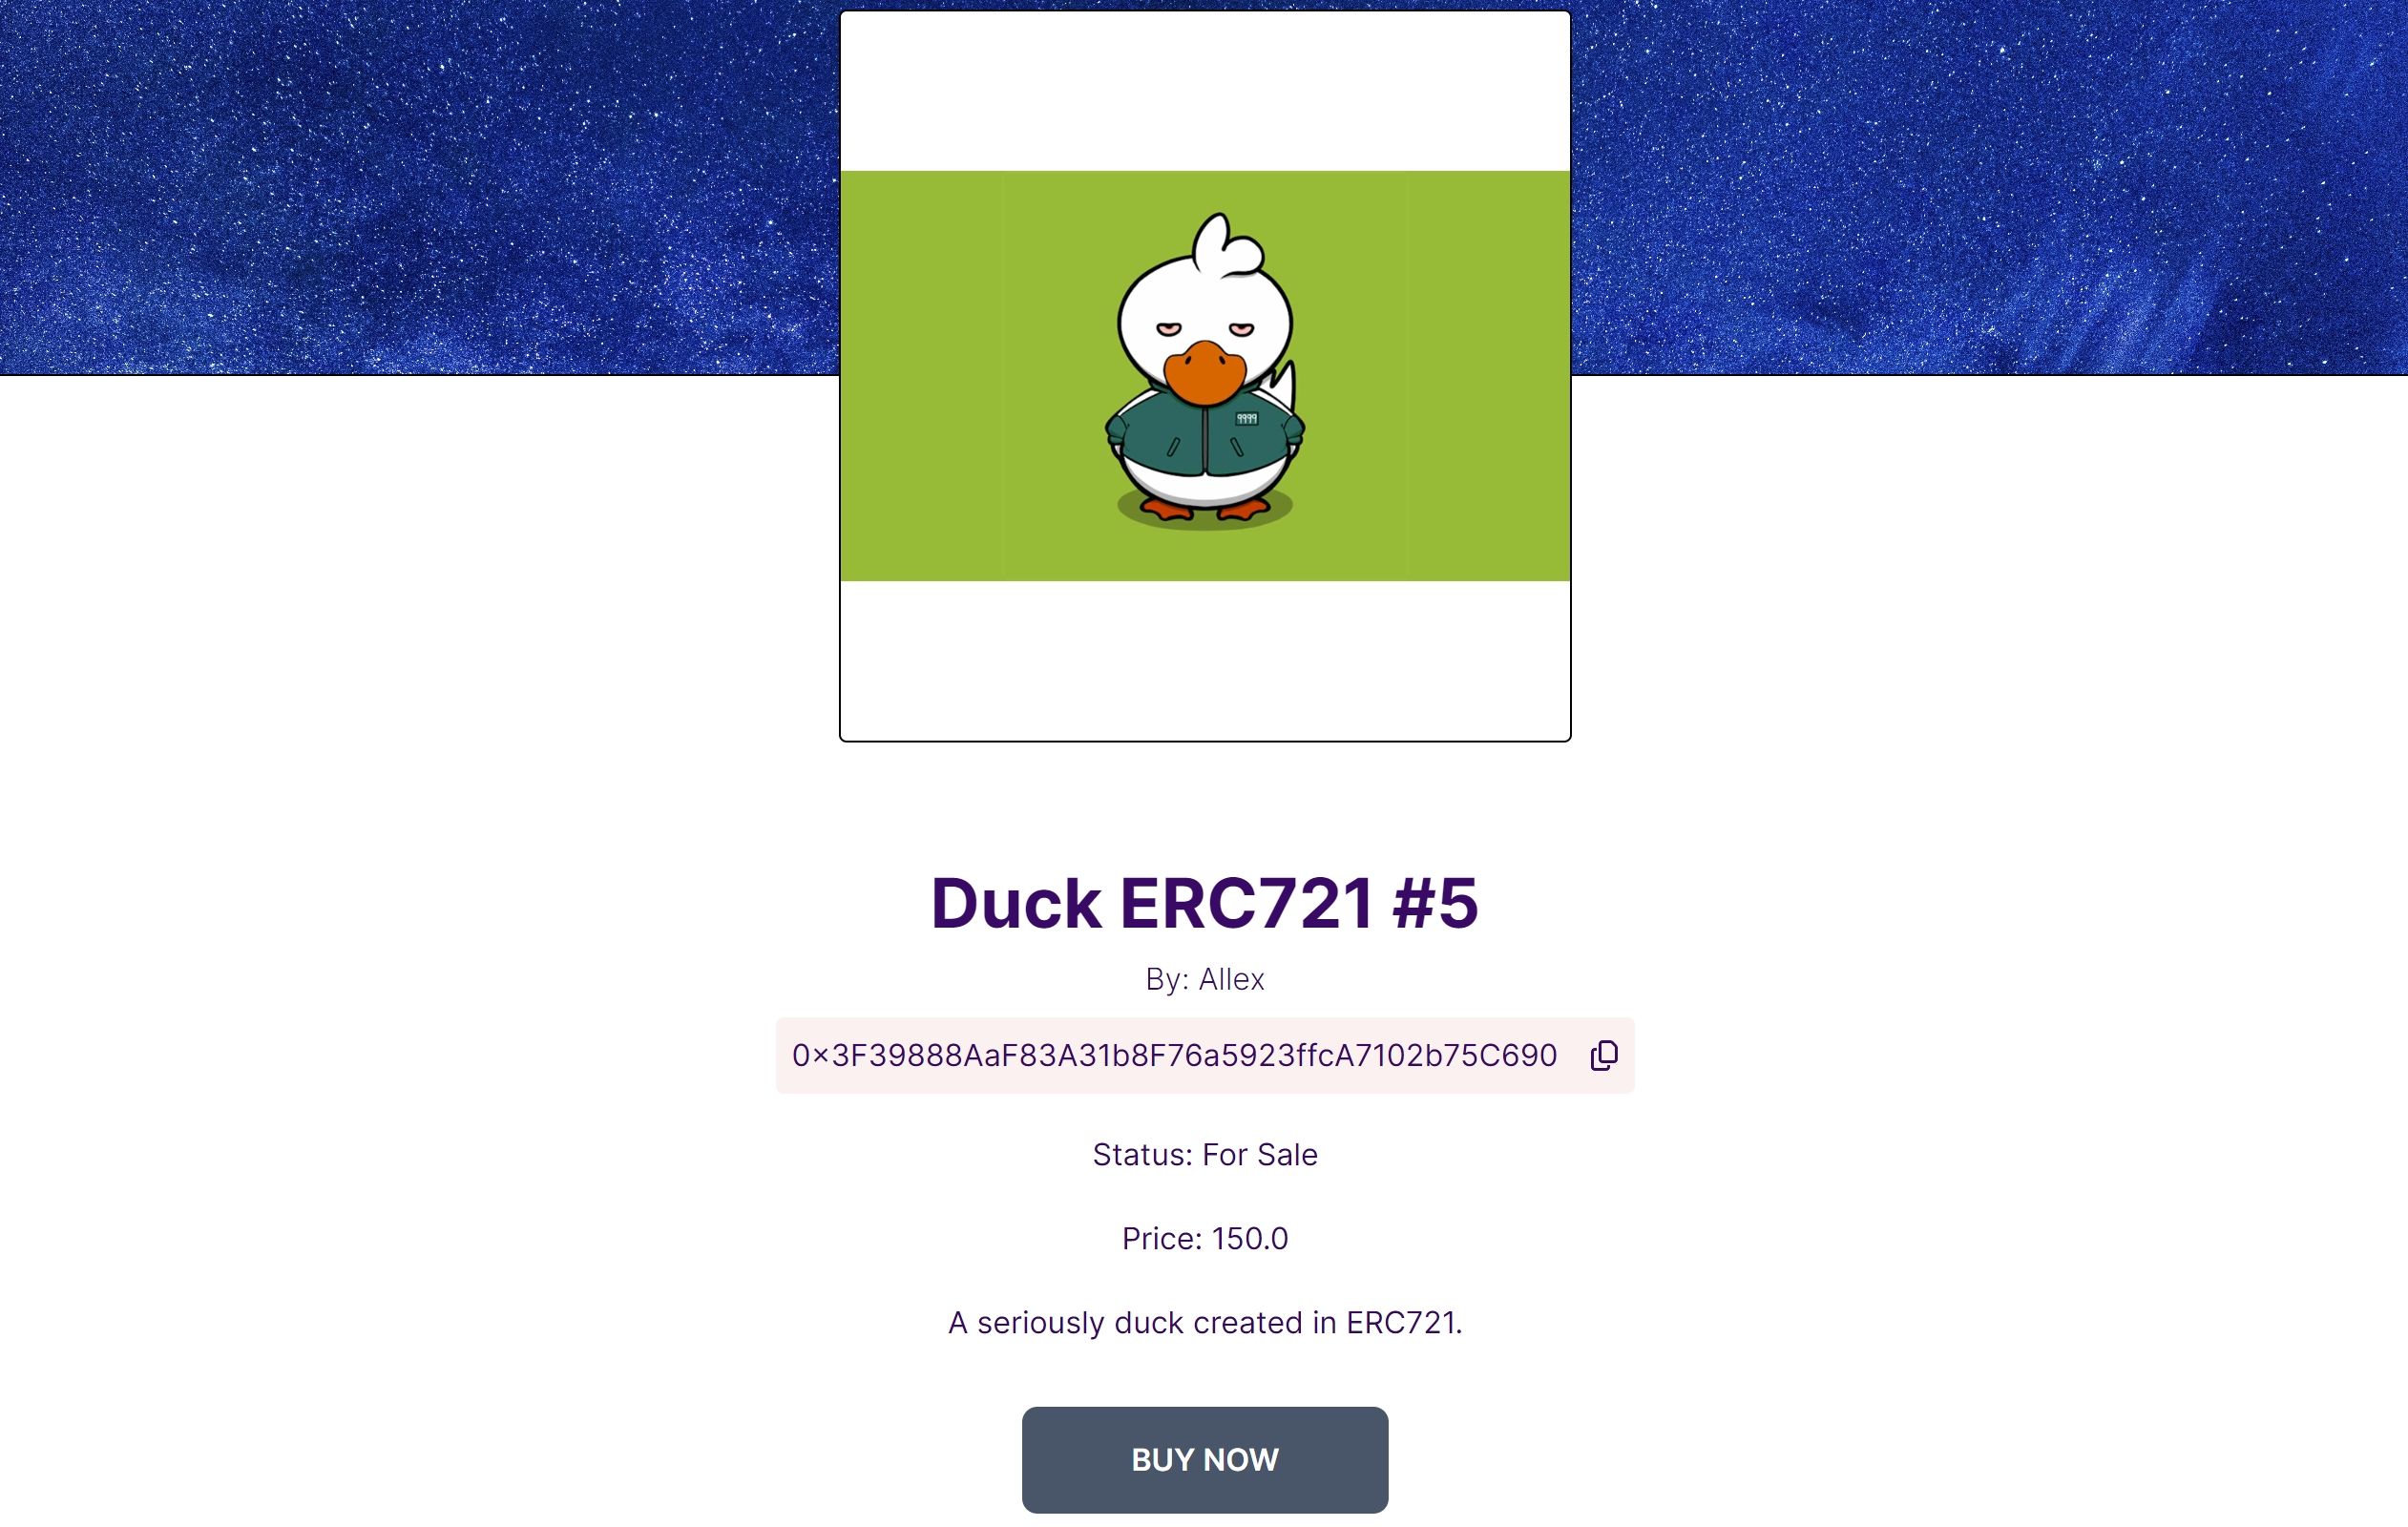 9999
Duck ERC721 #5
By: Allex
0x3F39888AaF83A31b8F76a5923ffcA7102b75C690
Status: For Sale
Price: 150.0
A seriously duck created in ERC721.
BUY NOW